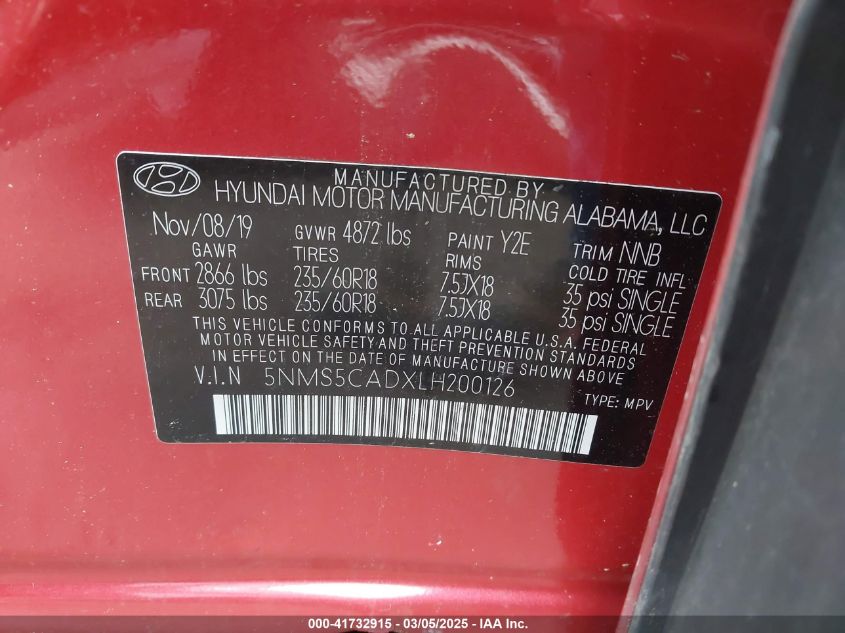 MANUFACTURED BY
HYUNDAI MOTOR MANUFACTURING ALABAMA, LLC
Nov/08/19 GVWR 4872 lbs PAINT Y2E TRIM NNB
GAWR TIRES RIMS COLD TIRE INFL
FRONT 2866 lbs 235/60R18 7.5JX18 35 psi SINGLE
REAR 3075 lbs 235/60R18 7.5JX18 35 psi SINGLE
THIS VEHICLE CONFORMS TO ALL APPLICABLE U.S.A. FEDERAL
MOTOR VEHICLE SAFETY AND THEFT PREVENTION STANDARDS
IN EFFECT ON THE DATE OF MANUFACTURE SHOWN ABOVE
V.I.N 5NMS5CADXLH200126
TYPE: MPV
000-41732915 - 03/05/2025 - IAA Inc.